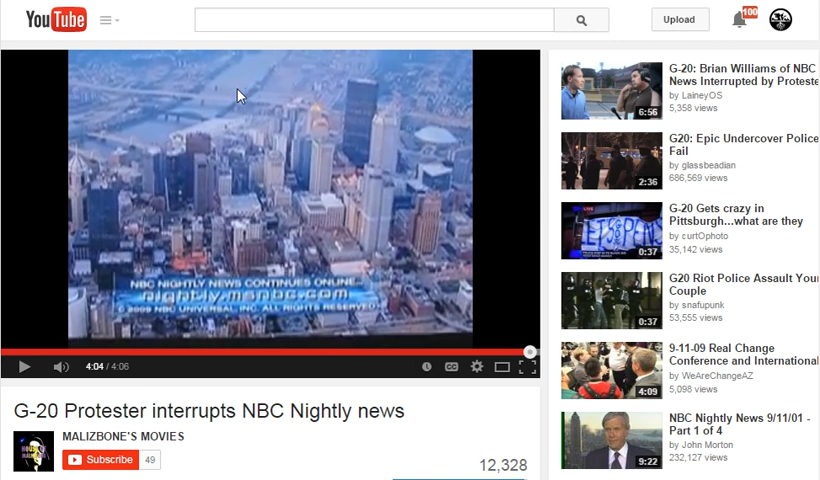 YouTube
Upload
100
NBC NIGHTLY NEWS CONTINUES ONLINE
nightly.msnbc.com
© 2009 NBC UNIVERSAL, INC. ALL RIGHTS RESERVED
4:04 / 4:06
CC
G-20 Protester interrupts NBC Nightly news
MALIZBONE'S MOVIES
Subscribe 49
12,328
G-20: Brian Williams of NBC
News Interrupted by Proteste
by LaineyOS
5,358 views
6:56
G20: Epic Undercover Police
Fail
by glassbeadian
686,569 views
2:36
G-20 Gets crazy in
Pittsburgh...what are they
by curtOphoto
35,142 views
0:37
G20 Riot Police Assault Youn
Couple
by snafupunk
53,555 views
0:37
9-11-09 Real Change
Conference and International
by WeAreChangeAZ
5,098 views
4:09
NBC Nightly News 9/11/01 -
Part 1 of 4
by John Morton
232,127 views
9:22